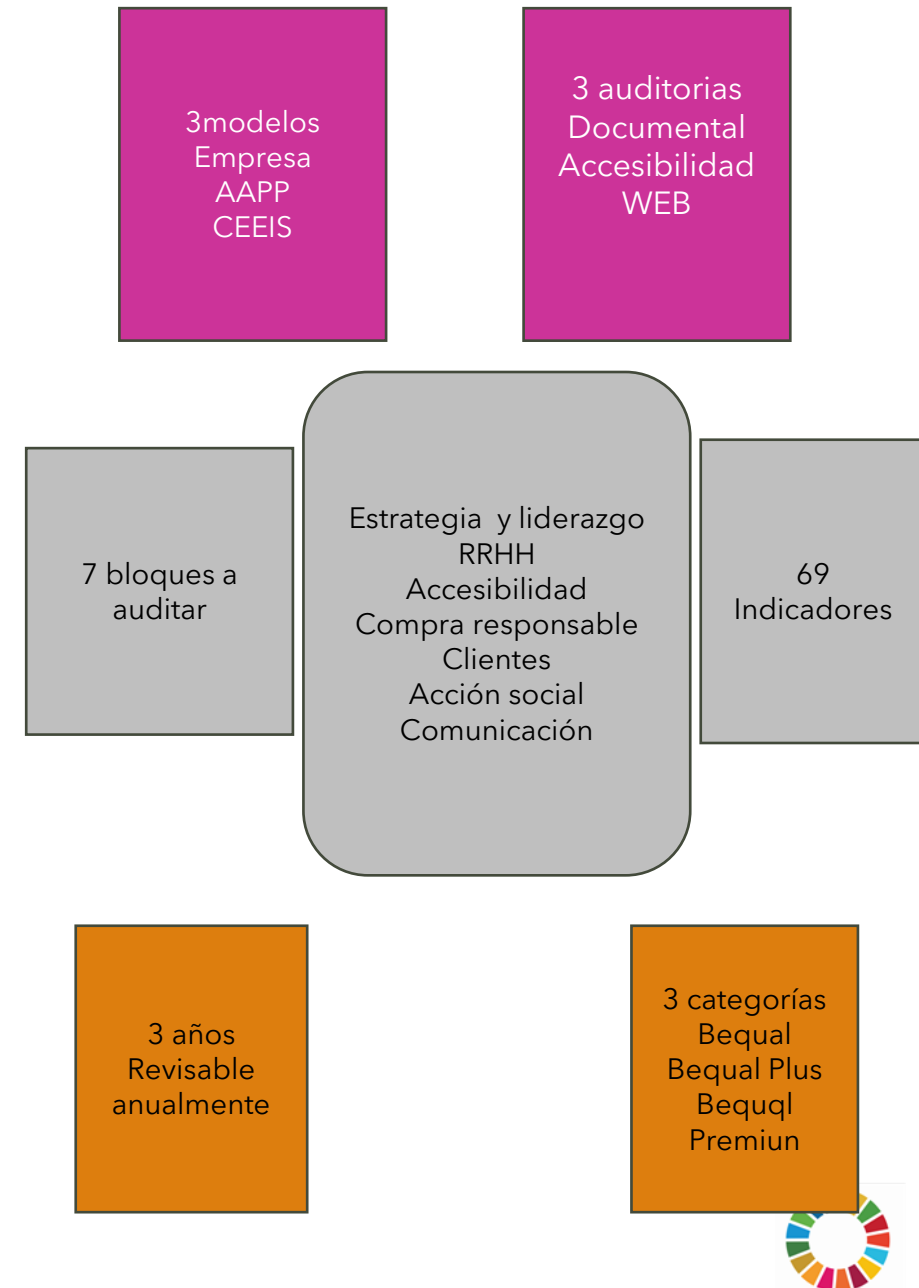 3modelos
Empresa
AAPP
CEEIS
3 auditorias
Documental
Accesibilidad
WEB
7 bloques a
auditar
Estrategia y liderazgo
RRHH
Accesibilidad
Compra responsable
Clientes
Acción social
Comunicación
69
Indicadores
3 años
Revisable
anualmente
3 categorías
Bequal
Bequal Plus
Bequql
Premiun